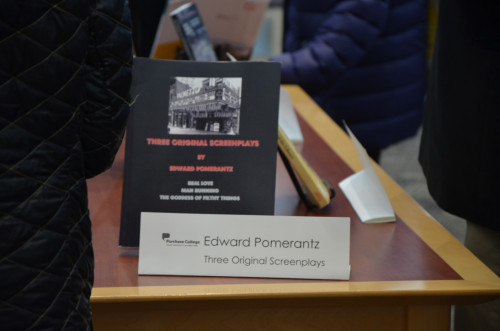 THREE ORIGINAL SCREENPLAYS
BY
EDWARD POMERANTZ
REAL LOVE
MAN RUNNING
THE GODDESS OF FILTHY THINGS
Purchase College
Edward Pomerantz
Three Original Screenplays